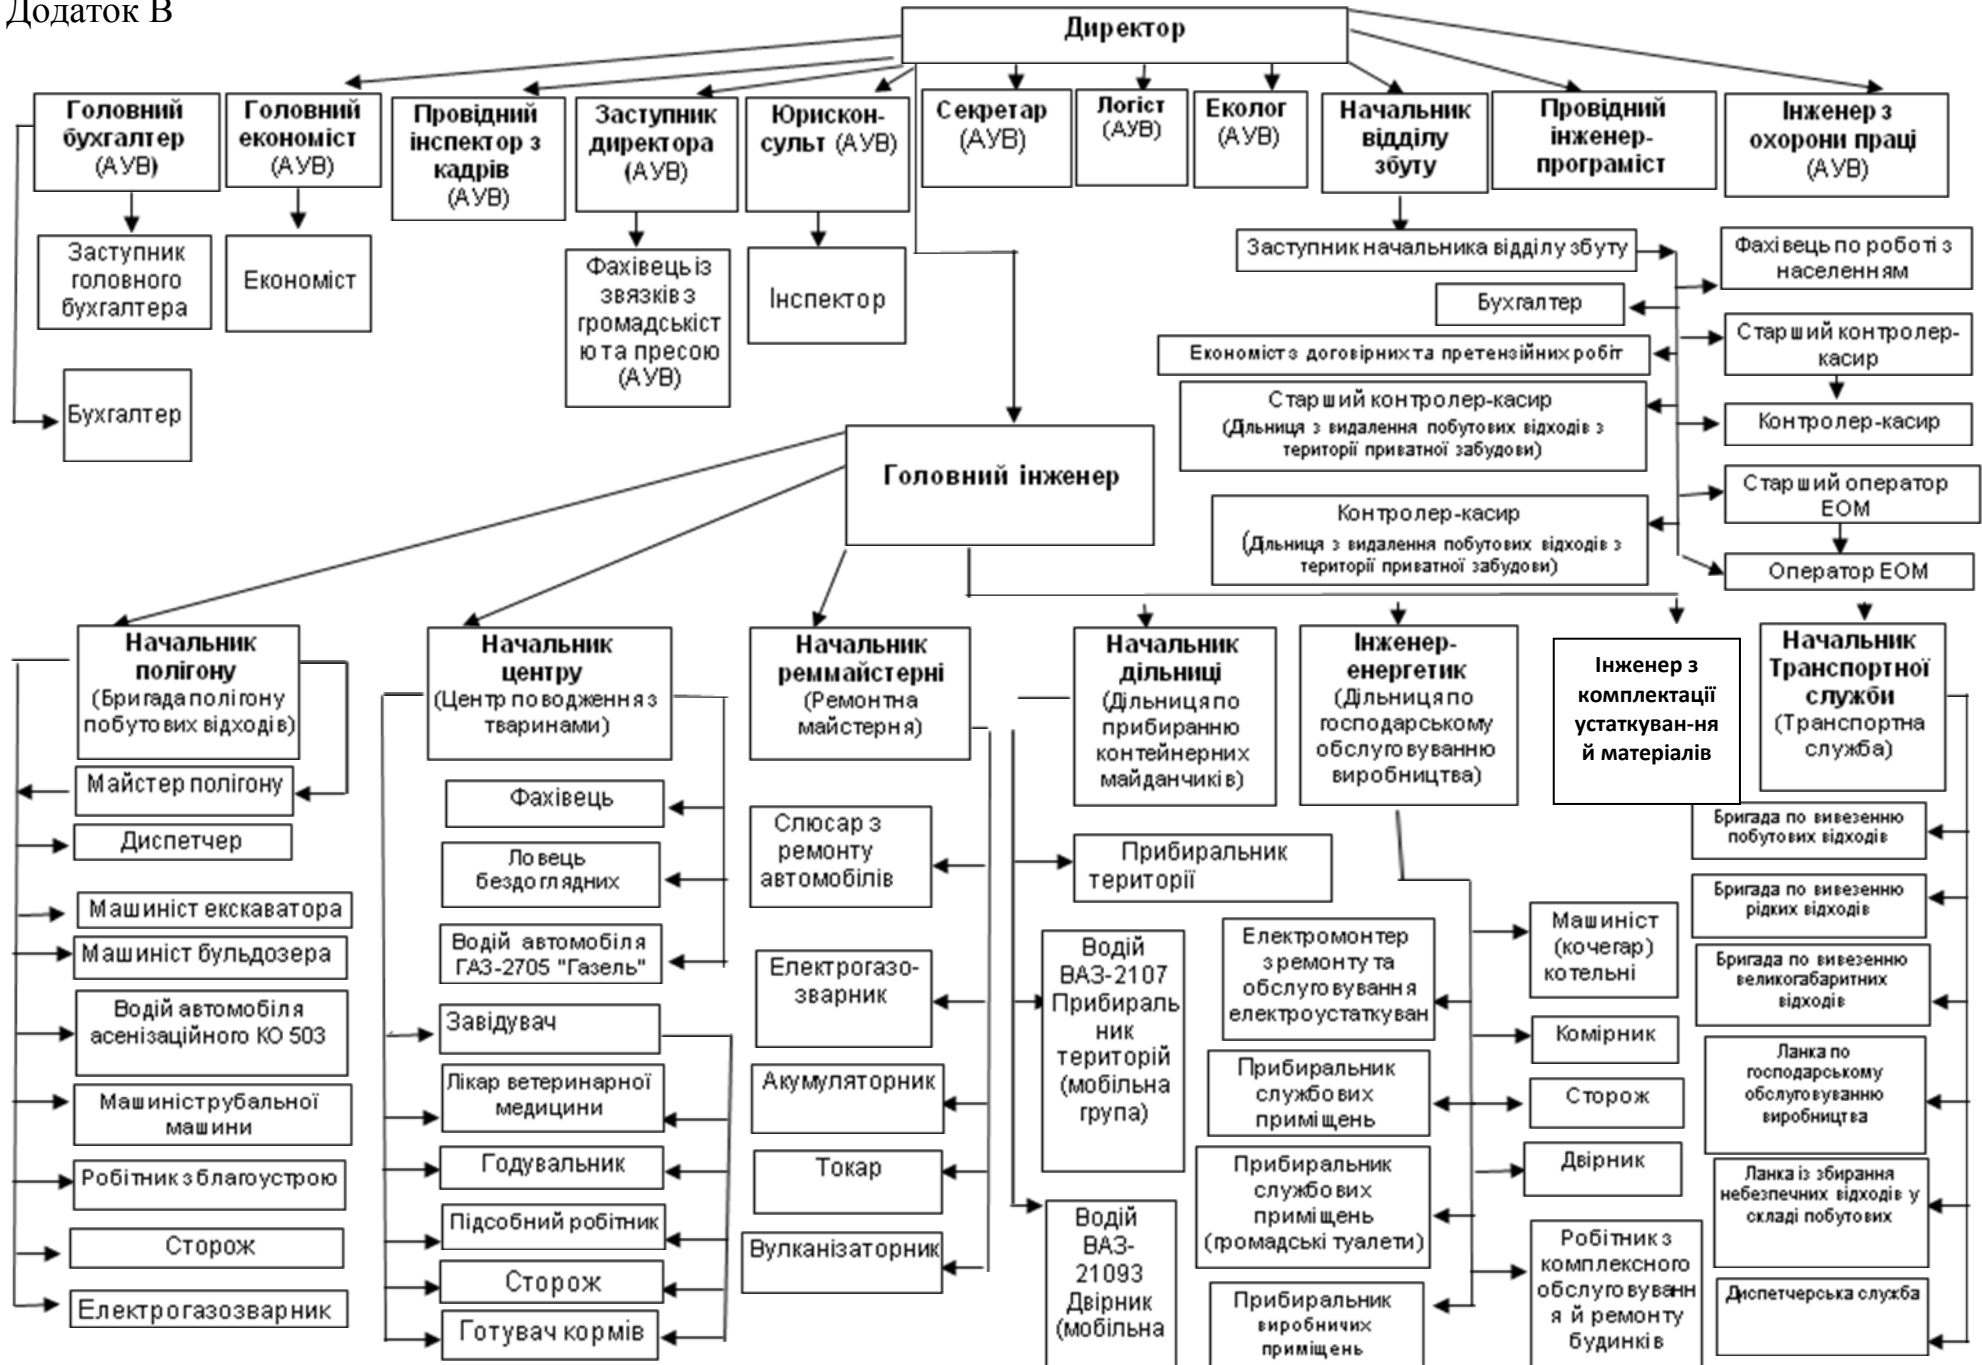 Додаток В
Директор
Головний
бухгалтер
(АУВ)
Головний
економіст
(АУВ)
Провідний
інспектор з
кадрів
(АУВ)
Заступник
директора
(АУВ)
Юрискон-
сульт (АУВ)
Секретар
(АУВ)
Логіст
(АУВ)
Еколог
(АУВ)
Начальник
відділу
збуту
Провідний
інженер-
програміст
Інженер з
охорони праці
(АУВ)
Заступник
головного
бухгалтера
Економіст
Фахівець із
звязків з
громадськіст
ю та пресою
(АУВ)
Інспектор
Заступник начальника відділу збуту
Фахівець по роботі з
населенням
Бухгалтер
Старший контролер-
касир
Економіст з договірних та претензійних робіт
Бухгалтер
Старший контролер-касир
(Дільниця з видалення побутових відходів з
території приватної забудови)
Контролер-касир
Головний інженер
Старший оператор
ЕОМ
Контролер-касир
(Дільниця з видалення побутових відходів з
території приватної забудови)
Оператор ЕОМ
Начальник
полігону
(Бригада полігону
побутових відходів)
Начальник
центру
(Центр поводження з
тваринами)
Начальник
реммайстерні
(Ремонтна
майстерня)
Начальник
дільниці
(Дільниця по
прибиранню
контейнерних
майданчиків)
Інженер-
енергетик
(Дільниця по
господарському
обслуговуванню
виробництва)
Інженер з
комплектації
устаткуван-ня
й матеріалів
Начальник
Транспортної
служби
(Транспортна
служба)
Майстер полігону
Диспетчер
Машиніст екскаватора
Машиніст бульдозера
Водій автомобіля
асенізаційного КО 503
Машиніст рубальної
машини
Робітник з благоустрою
Сторож
Електрогазозварник
Фахівець
Ловець
бездоглядних
Водій автомобіля
ГАЗ-2705 "Газель"
Завідувач
Лікар ветеринарної
медицини
Годувальник
Підсобний робітник
Сторож
Готувач кормів
Слюсар з
ремонту
автомобілів
Електрогазо-
зварник
Акумуляторник
Токар
Вулканізаторник
Прибиральник
території
Водій
ВАЗ-2107
Прибираль
ник
територій
(мобільна
група)
Водій
ВАЗ-
21093
Двірник
(мобільна
Електромонтер
з ремонту та
обслуговування
електроустаткуван
Прибиральник
службових
приміщень
Прибиральник
службових
приміщень
(громадські туалети)
Прибиральник
виробничих
приміщень
Машиніст
(кочегар)
котельні
Комірник
Сторож
Двірник
Робітник з
комплексного
обслуговуванн
я й ремонту
будинків
Бригада по вивезенню
побутових відходів
Бригада по вивезенню
рідких відходів
Бригада по вивезенню
великогабаритних
відходів
Ланка по
господарському
обслуговуванню
виробництва
Ланка із збирання
небезпечних відходів у
складі побутових
Диспетчерська служба